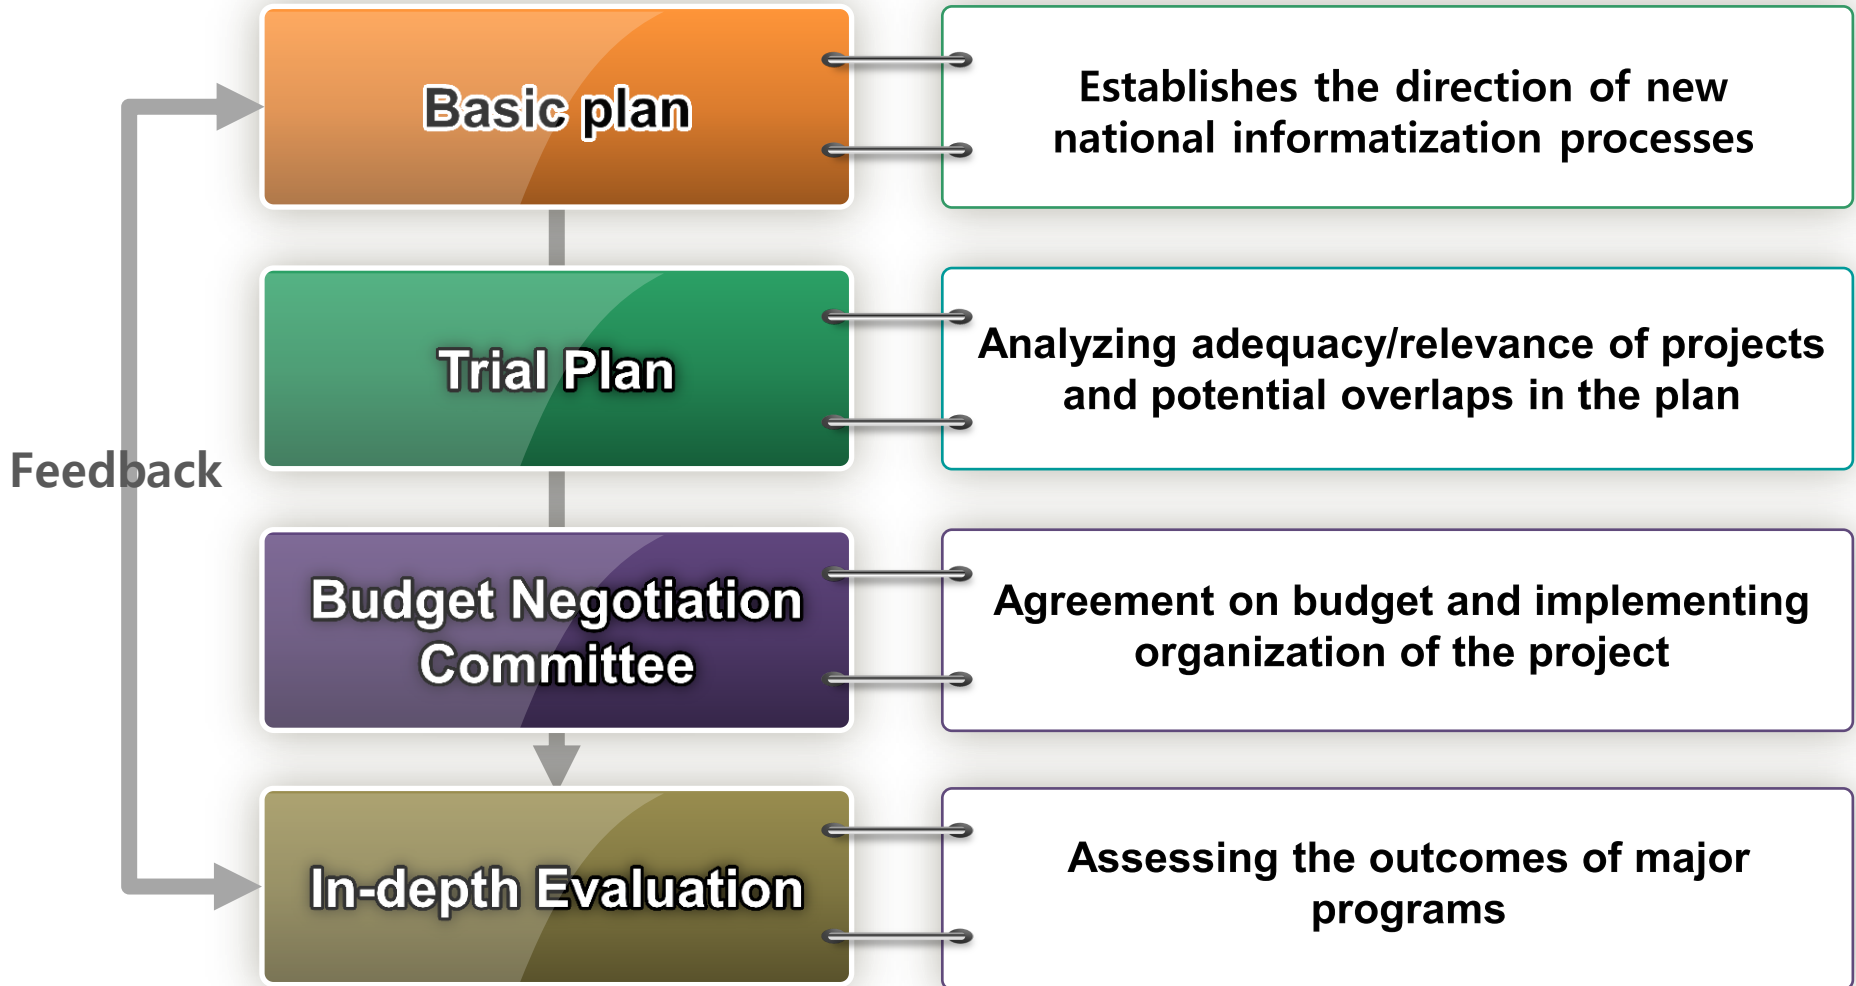 Basic plan
Establishes the direction of new
national informatization processes
Trial Plan
Analyzing adequacy/relevance of projects
and potential overlaps in the plan
Feedback
Budget Negotiation
Committee
Agreement on budget and implementing
organization of the project
In-depth Evaluation
Assessing the outcomes of major
programs